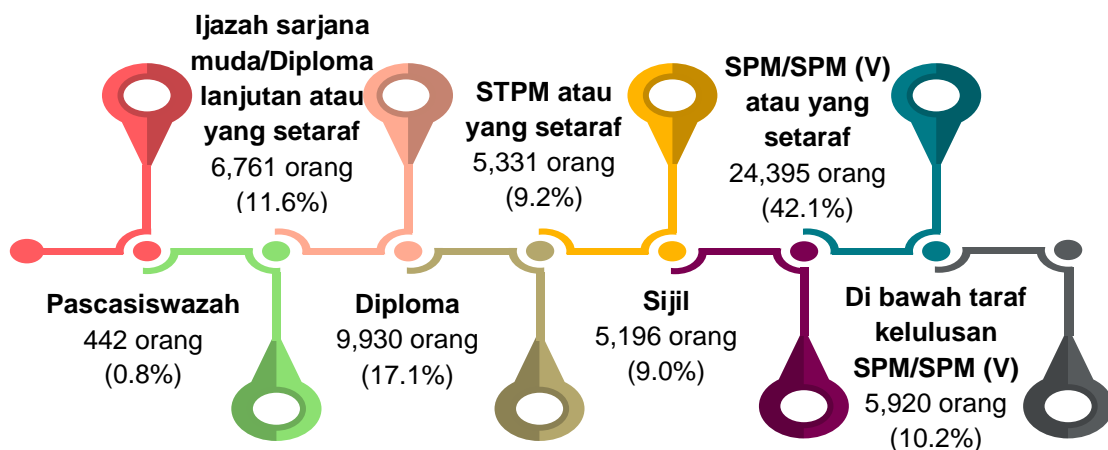 Pascasiswazah
442 orang
(0.8%)
Ijazah sarjana
muda/Diploma
lanjutan atau
yang setaraf
6,761 orang
(11.6%)
Diploma
9,930 orang
(17.1%)
STPM atau
yang setaraf
5,331 orang
(9.2%)
Sijil
5,196 orang
(9.0%)
SPM/SPM (V)
atau yang
setaraf
24,395 orang
(42.1%)
Di bawah taraf
kelulusan
SPM/SPM (V)
5,920 orang
(10.2%)